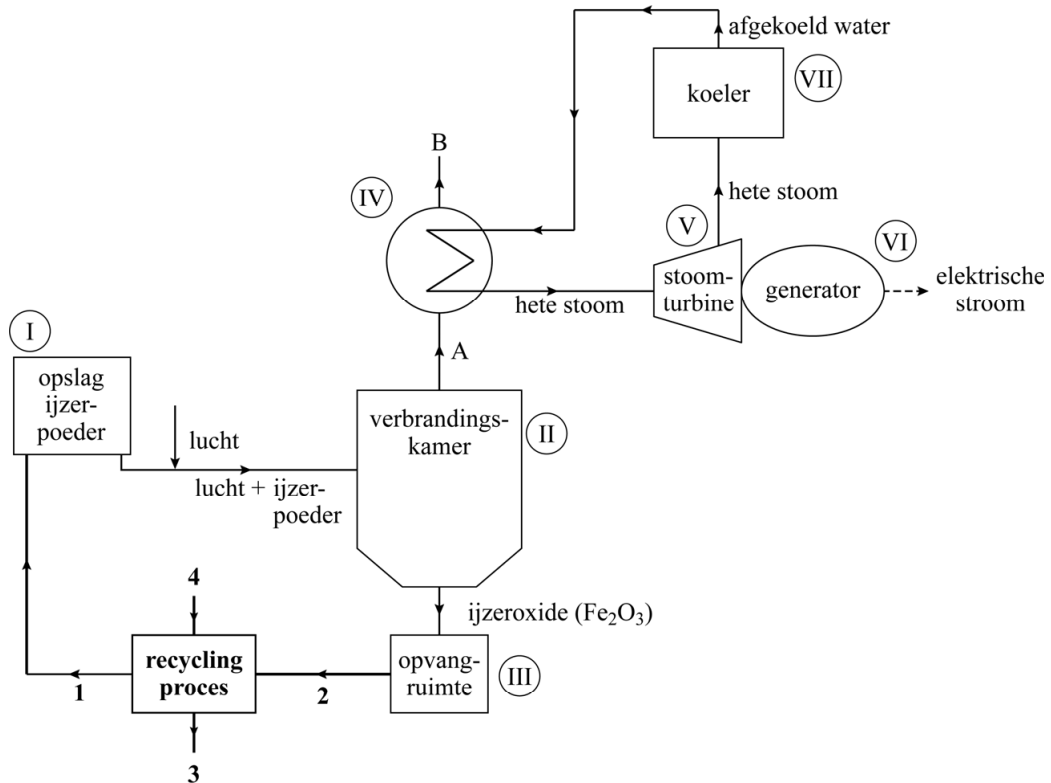 afgekoeld water
koeler
VII
B
IV
hete stoom
V
VI
stoom-
turbine
generator
elektrische
stroom
hete stoom
I
A
opslag
ijzer-
poeder
verbrandings-
kamer
II
lucht
lucht + ijzer-
poeder
4
ijzeroxide (Fe₂O₃)
recycling
proces
opvang-
ruimte
III
1
2
3